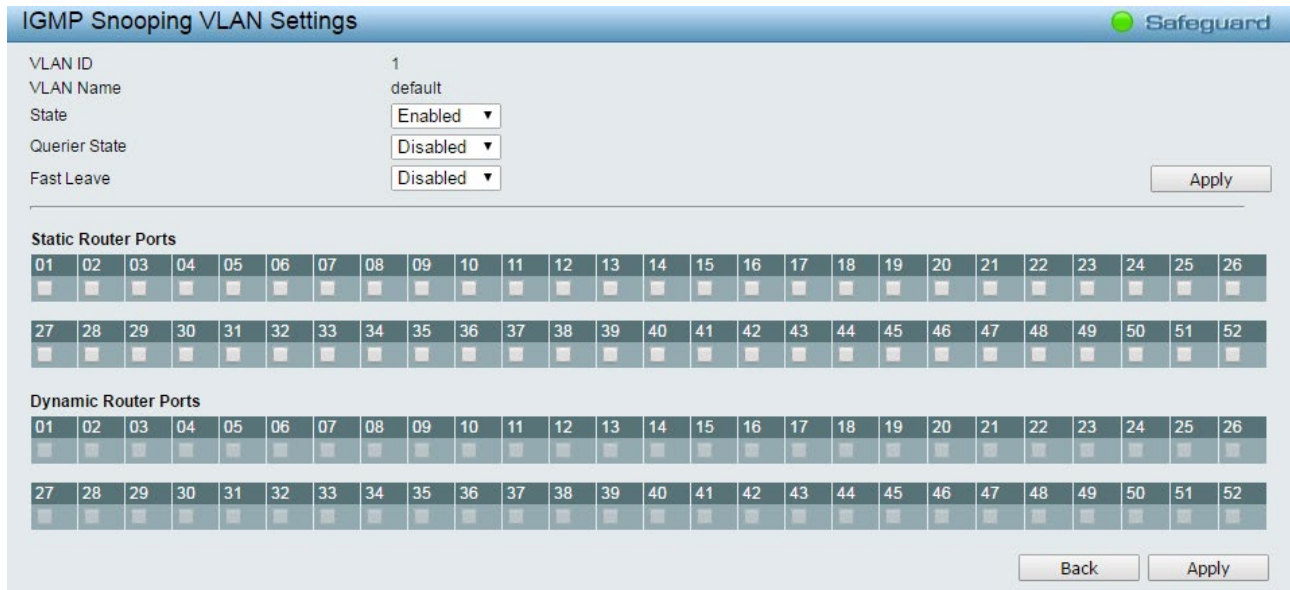 IGMP Snooping VLAN Settings Safeguard
VLAN ID 1
VLAN Name default
State Enabled
Querier State Disabled
Fast Leave Disabled Apply
Static Router Ports
01 02 03 04 05 06 07 08 09 10 11 12 13 14 15 16 17 18 19 20 21 22 23 24 25 26
27 28 29 30 31 32 33 34 35 36 37 38 39 40 41 42 43 44 45 46 47 48 49 50 51 52
Dynamic Router Ports
01 02 03 04 05 06 07 08 09 10 11 12 13 14 15 16 17 18 19 20 21 22 23 24 25 26
27 28 29 30 31 32 33 34 35 36 37 38 39 40 41 42 43 44 45 46 47 48 49 50 51 52
Back Apply